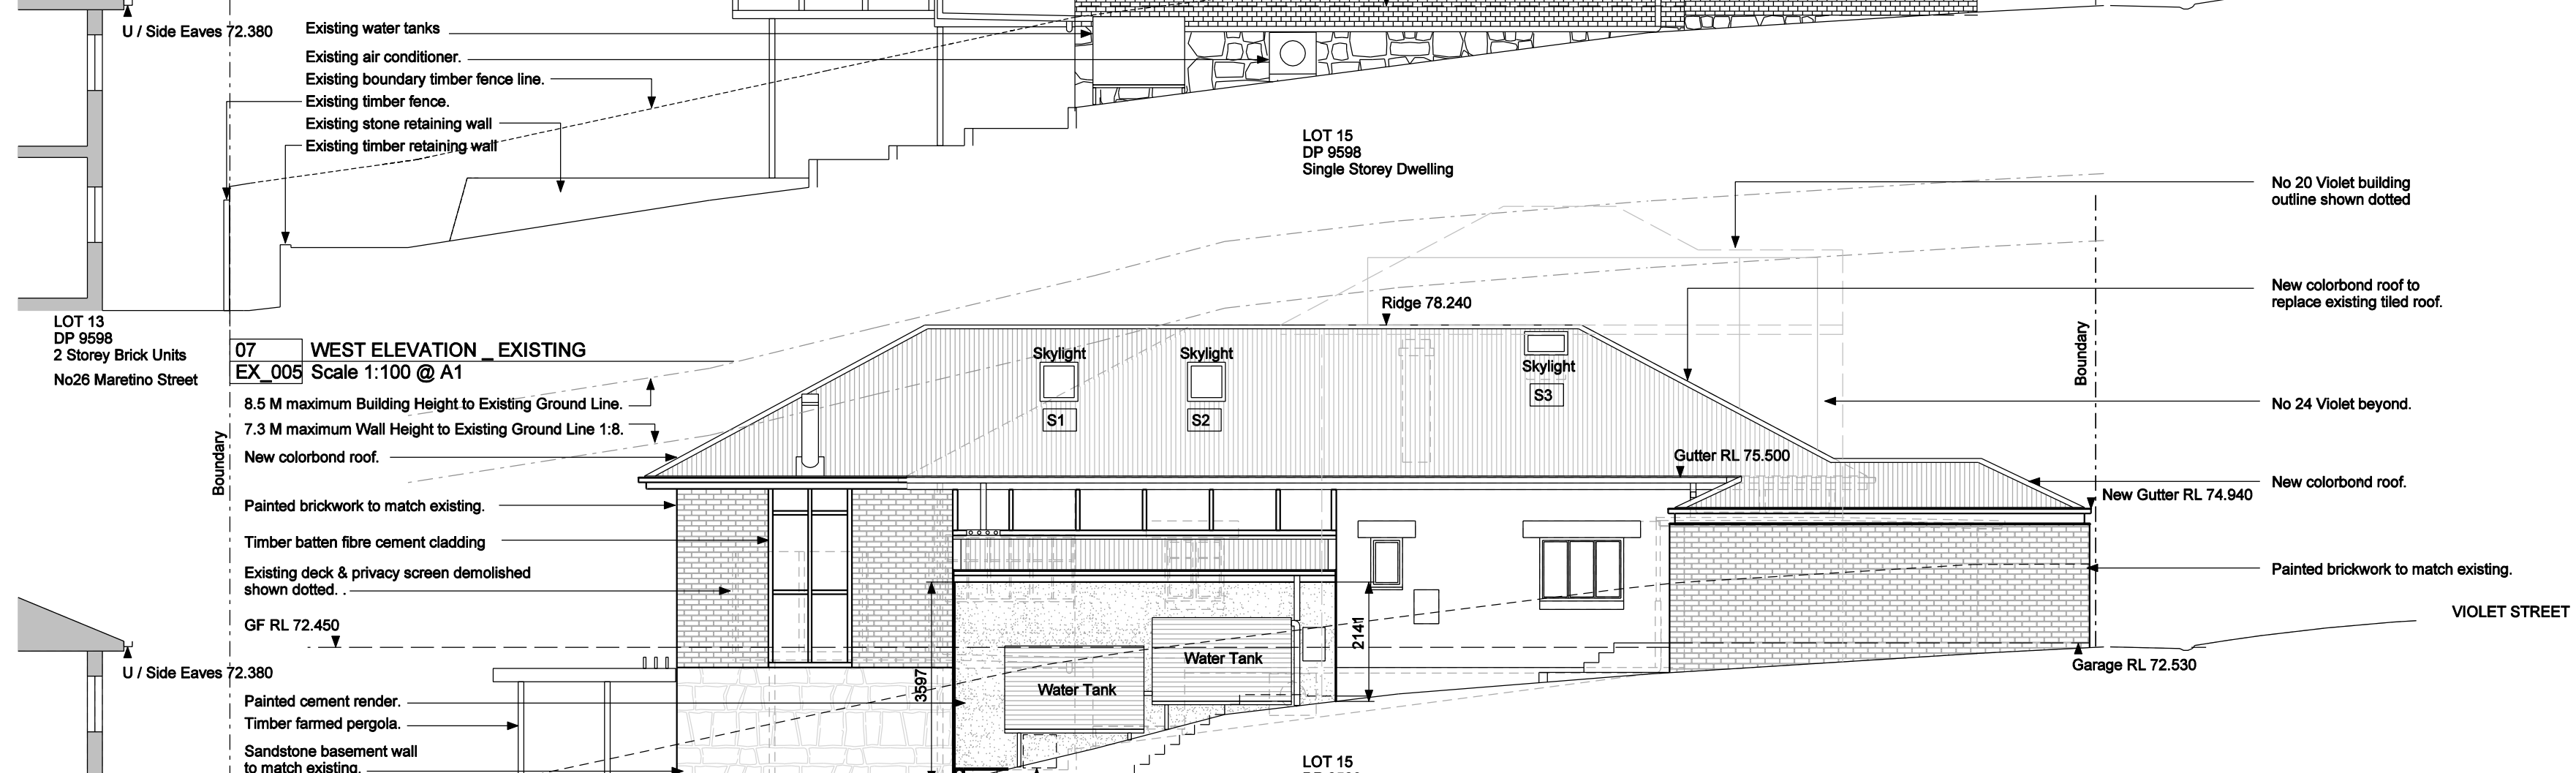 U / Side Eaves 72.380
Existing water tanks
Existing air conditioner.
Existing boundary timber fence line.
Existing timber fence.
Existing stone retaining wall
Existing timber retaining wall
LOT 15
DP 9598
Single Storey Dwelling
No 20 Violet building
outline shown dotted
New colorbond roof to
replace existing tiled roof.
Ridge 78.240
LOT 13
DP 9598
2 Storey Brick Units
No26 Maretino Street
07 WEST ELEVATION _ EXISTING
EX_005 Scale 1:100 @ A1
Boundary
Skylight
Skylight
Skylight
S1
S2
S3
8.5 M maximum Building Height to Existing Ground Line.
7.3 M maximum Wall Height to Existing Ground Line 1:8.
No 24 Violet beyond.
Boundary
New colorbond roof.
Gutter RL 75.500
New colorbond roof.
New Gutter RL 74.940
Painted brickwork to match existing.
Timber batten fibre cement cladding
Existing deck & privacy screen demolished
shown dotted. .
Painted brickwork to match existing.
VIOLET STREET
GF RL 72.450
2141
3597
Water Tank
Water Tank
Garage RL 72.530
U / Side Eaves 72.380
Painted cement render.
Timber farmed pergola.
Sandstone basement wall
to match existing.
LOT 15